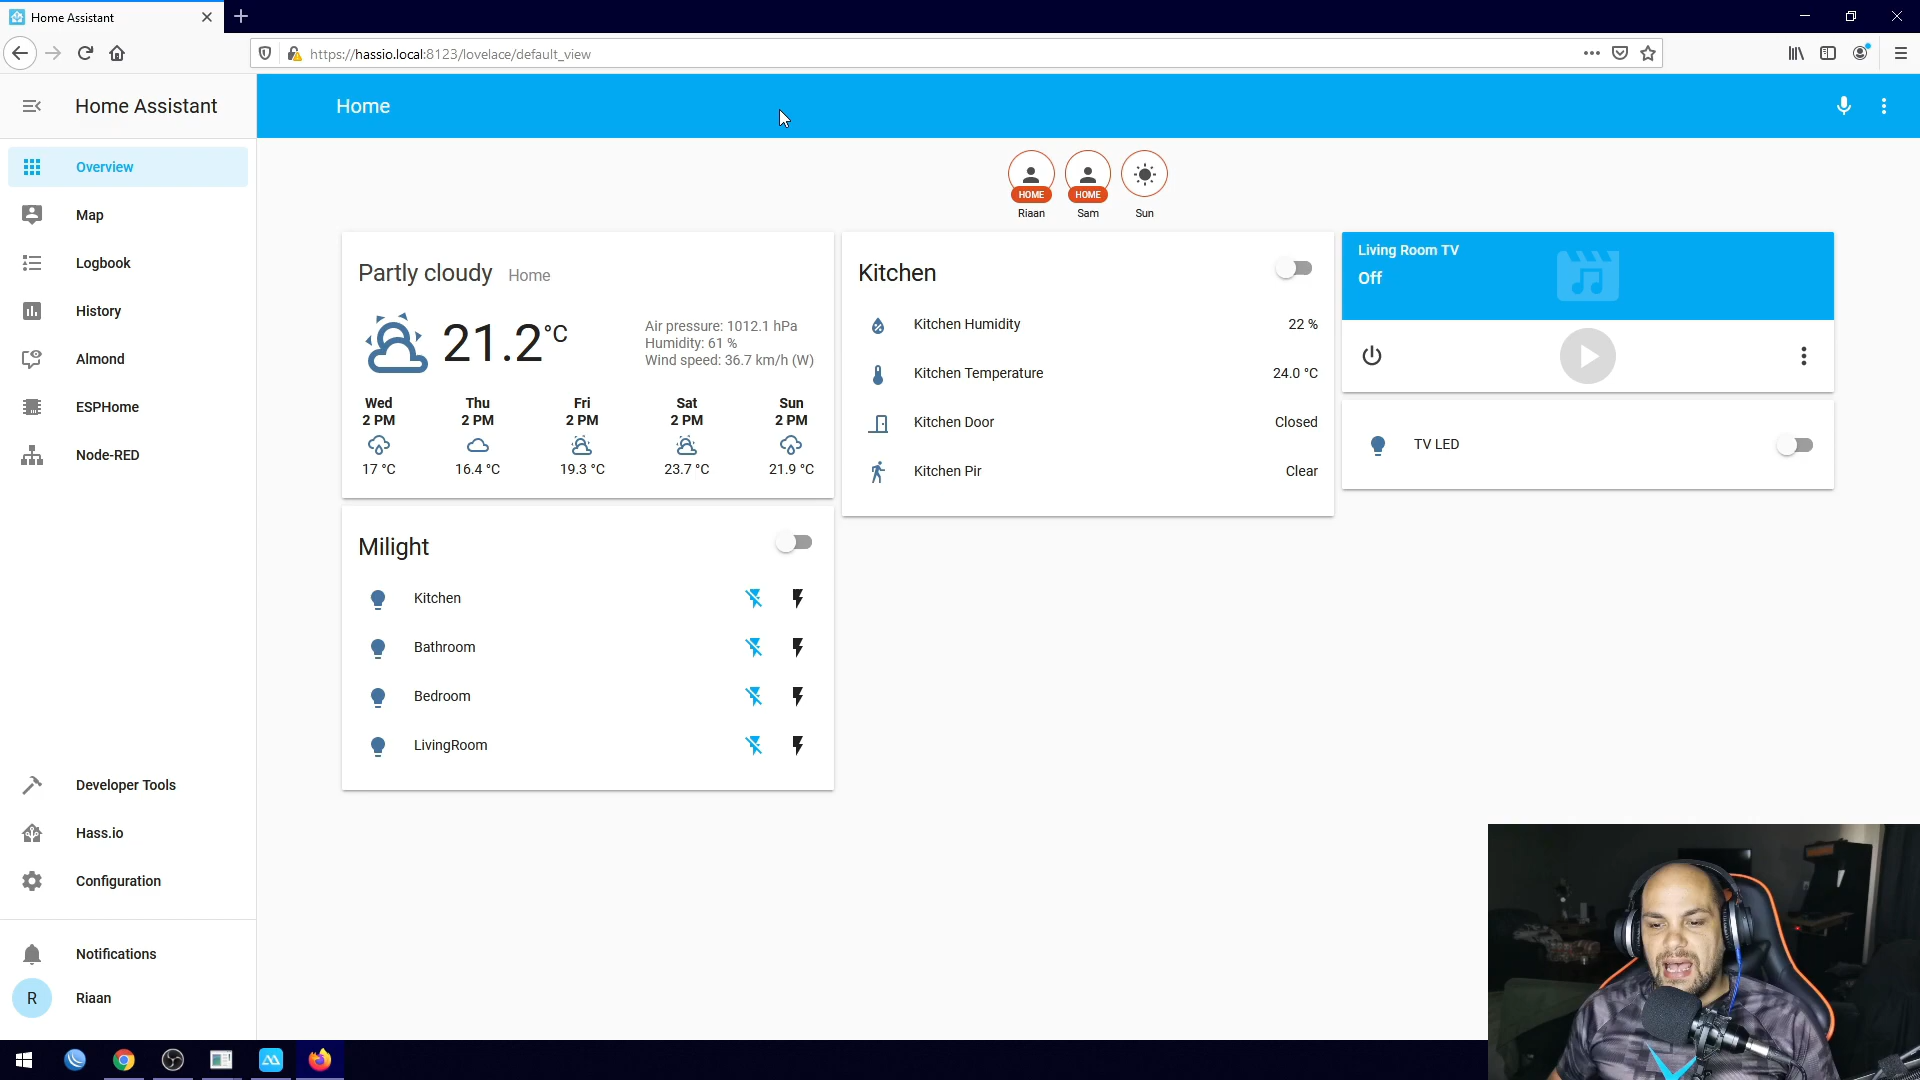 Home Assistant
https://hassio.local:8123/lovelace/default_view
Home Assistant
Home
Overview
Map
Logbook
History
Almond
ESPHome
Node-RED
Developer Tools
Hass.io
Configuration
Notifications
R
Riaan
HOME
HOME
Riaan
Sam
Sun
Partly cloudy
Home
21.2°C
Air pressure: 1012.1 hPa
Humidity: 61 %
Wind speed: 36.7 km/h (W)
Wed Thu Fri Sat Sun
2 PM 2 PM 2 PM 2 PM 2 PM
17 °C 16.4 °C 19.3 °C 23.7 °C 21.9 °C
Milight
Kitchen
Bathroom
Bedroom
LivingRoom
Kitchen
Kitchen Humidity 22 %
Kitchen Temperature 24.0 °C
Kitchen Door Closed
Kitchen Pir Clear
Living Room TV
Off
TV LED